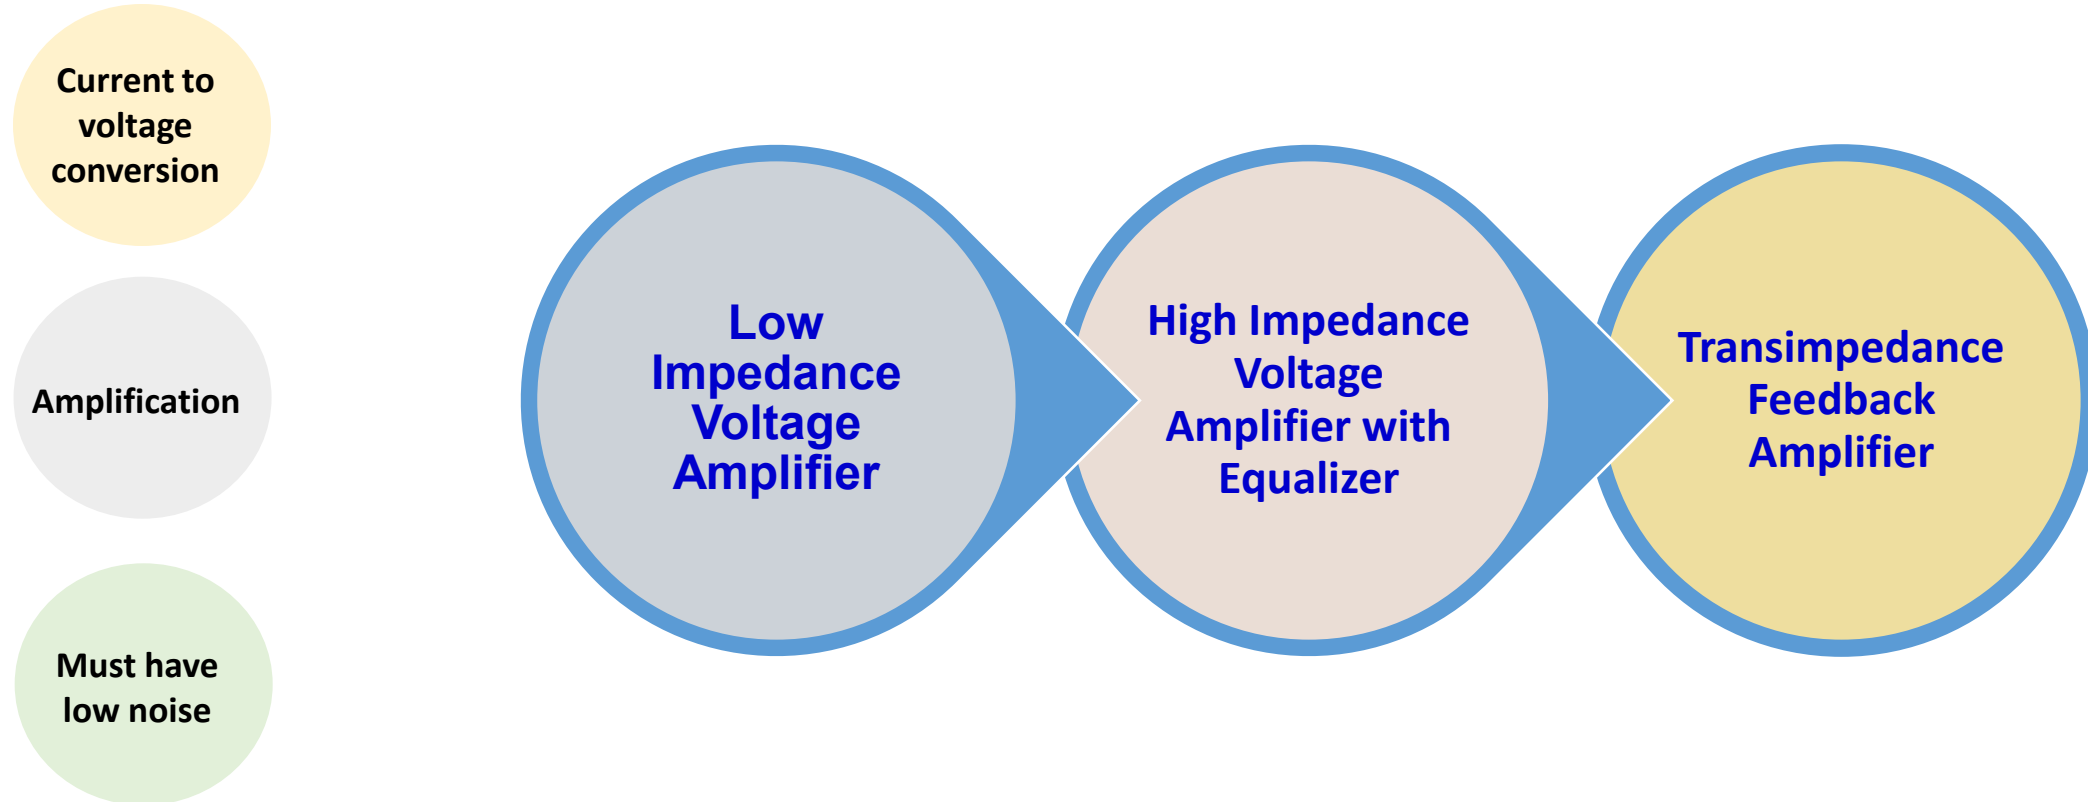 Current to
voltage
conversion
Amplification
Must have
low noise
Low
Impedance
Voltage
Amplifier
High Impedance
Voltage
Amplifier with
Equalizer
Transimpedance
Feedback
Amplifier